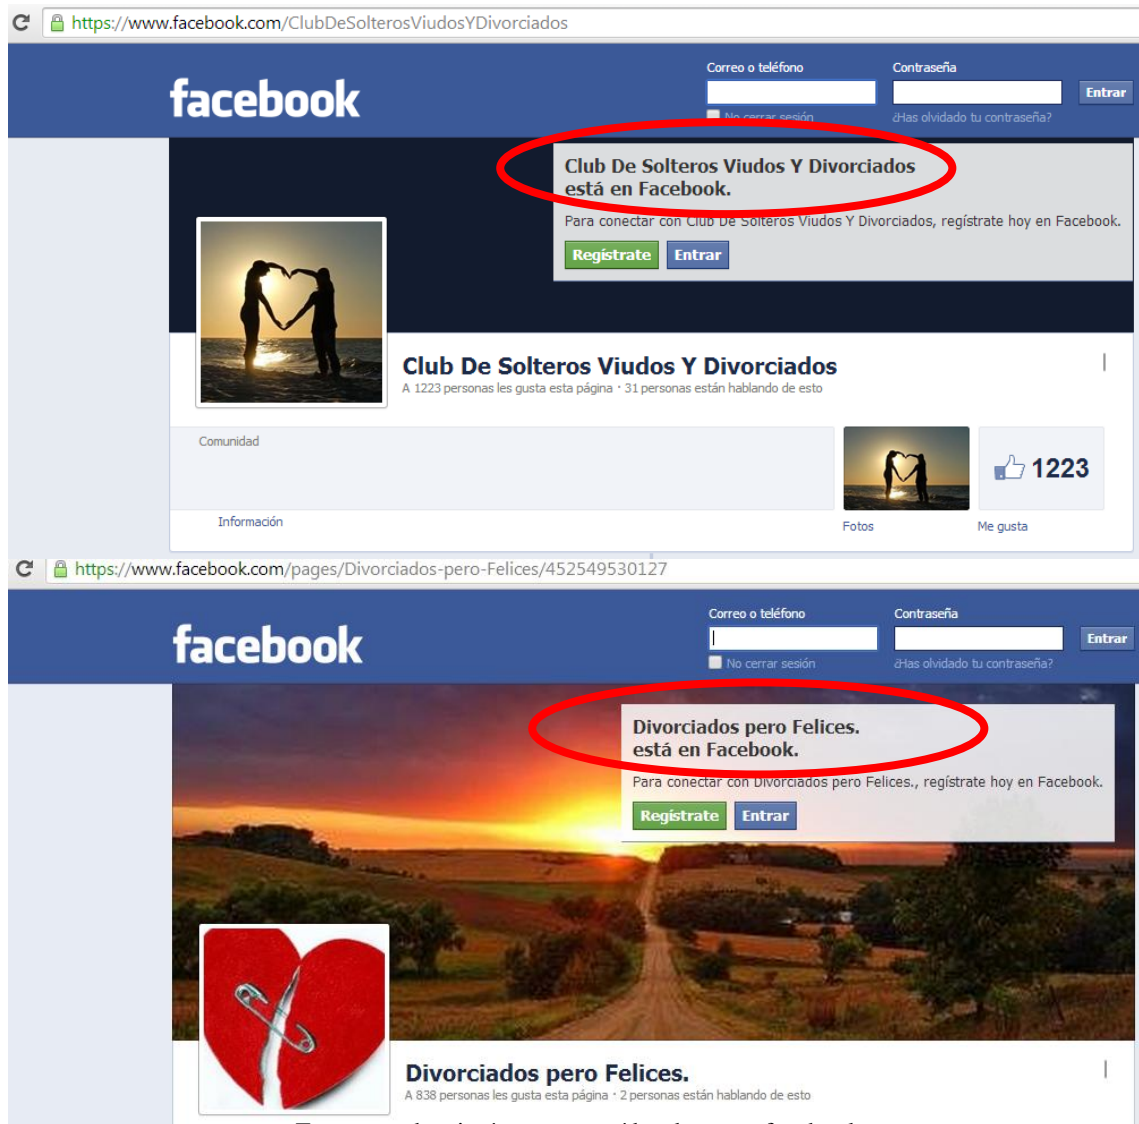 https://www.facebook.com/ClubDeSolterosViudosYDivorciados
facebook
Correo o teléfono
Contraseña
Entrar
No cerrar sesión
¿Has olvidado tu contraseña?
Club De Solteros Viudos Y Divorciados
está en Facebook.
Para conectar con Club De Solteros Viudos Y Divorciados, regístrate hoy en Facebook.
Regístrate
Entrar
Club De Solteros Viudos Y Divorciados
A 1223 personas les gusta esta página · 31 personas están hablando de esto
Comunidad
1223
Información
Fotos
Me gusta
https://www.facebook.com/pages/Divorciados-pero-Felices/452549530127
facebook
Correo o teléfono
Contraseña
Entrar
No cerrar sesión
¿Has olvidado tu contraseña?
Divorciados pero Felices.
está en Facebook.
Para conectar con Divorciados pero Felices., regístrate hoy en Facebook.
Regístrate
Entrar
Divorciados pero Felices.
A 838 personas les gusta esta página · 2 personas están hablando de esto